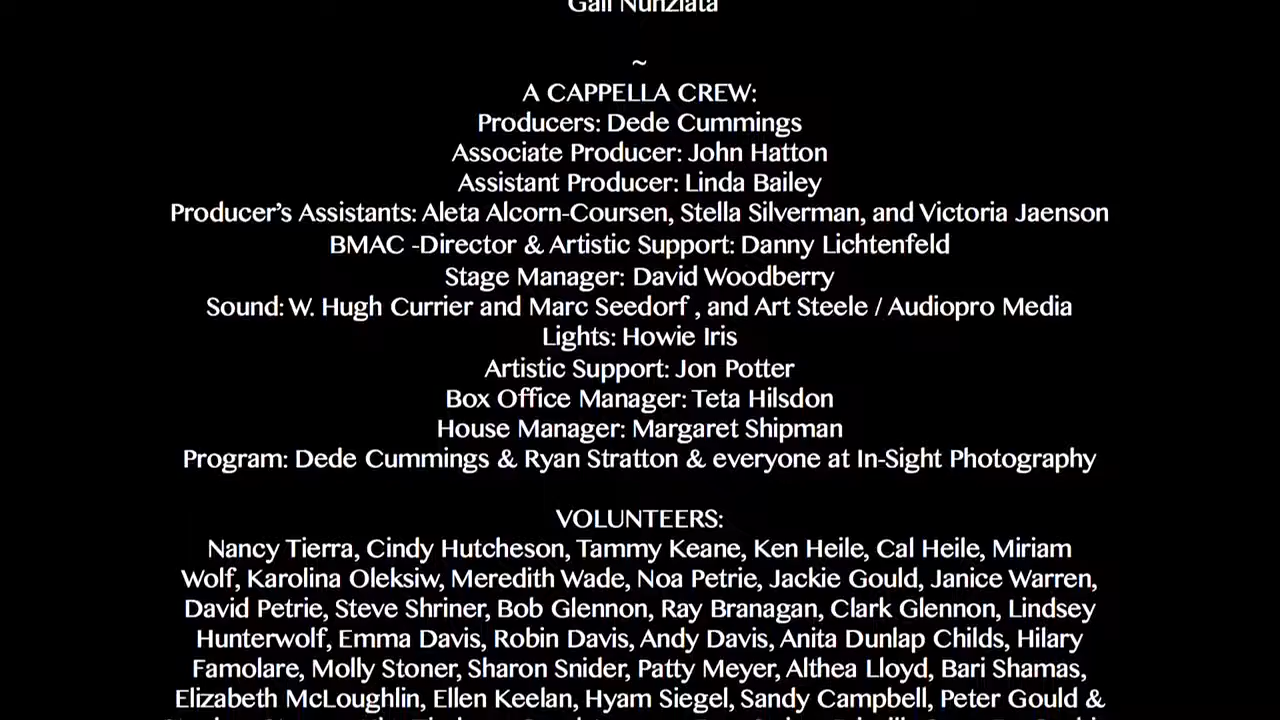 Gail Nunziata
~
A CAPPELLA CREW:
Producers: Dede Cummings
Associate Producer: John Hatton
Assistant Producer: Linda Bailey
Producer’s Assistants: Aleta Alcorn-Coursen, Stella Silverman, and Victoria Jaenson
BMAC -Director & Artistic Support: Danny Lichtenfeld
Stage Manager: David Woodberry
Sound: W. Hugh Currier and Marc Seedorf , and Art Steele / Audiopro Media
Lights: Howie Iris
Artistic Support: Jon Potter
Box Office Manager: Teta Hilsdon
House Manager: Margaret Shipman
Program: Dede Cummings & Ryan Stratton & everyone at In-Sight Photography
VOLUNTEERS:
Nancy Tierra, Cindy Hutcheson, Tammy Keane, Ken Heile, Cal Heile, Miriam
Wolf, Karolina Oleksiw, Meredith Wade, Noa Petrie, Jackie Gould, Janice Warren,
David Petrie, Steve Shriner, Bob Glennon, Ray Branagan, Clark Glennon, Lindsey
Hunterwolf, Emma Davis, Robin Davis, Andy Davis, Anita Dunlap Childs, Hilary
Famolare, Molly Stoner, Sharon Snider, Patty Meyer, Althea Lloyd, Bari Shamas,
Elizabeth McLoughlin, Ellen Keelan, Hyam Siegel, Sandy Campbell, Peter Gould &